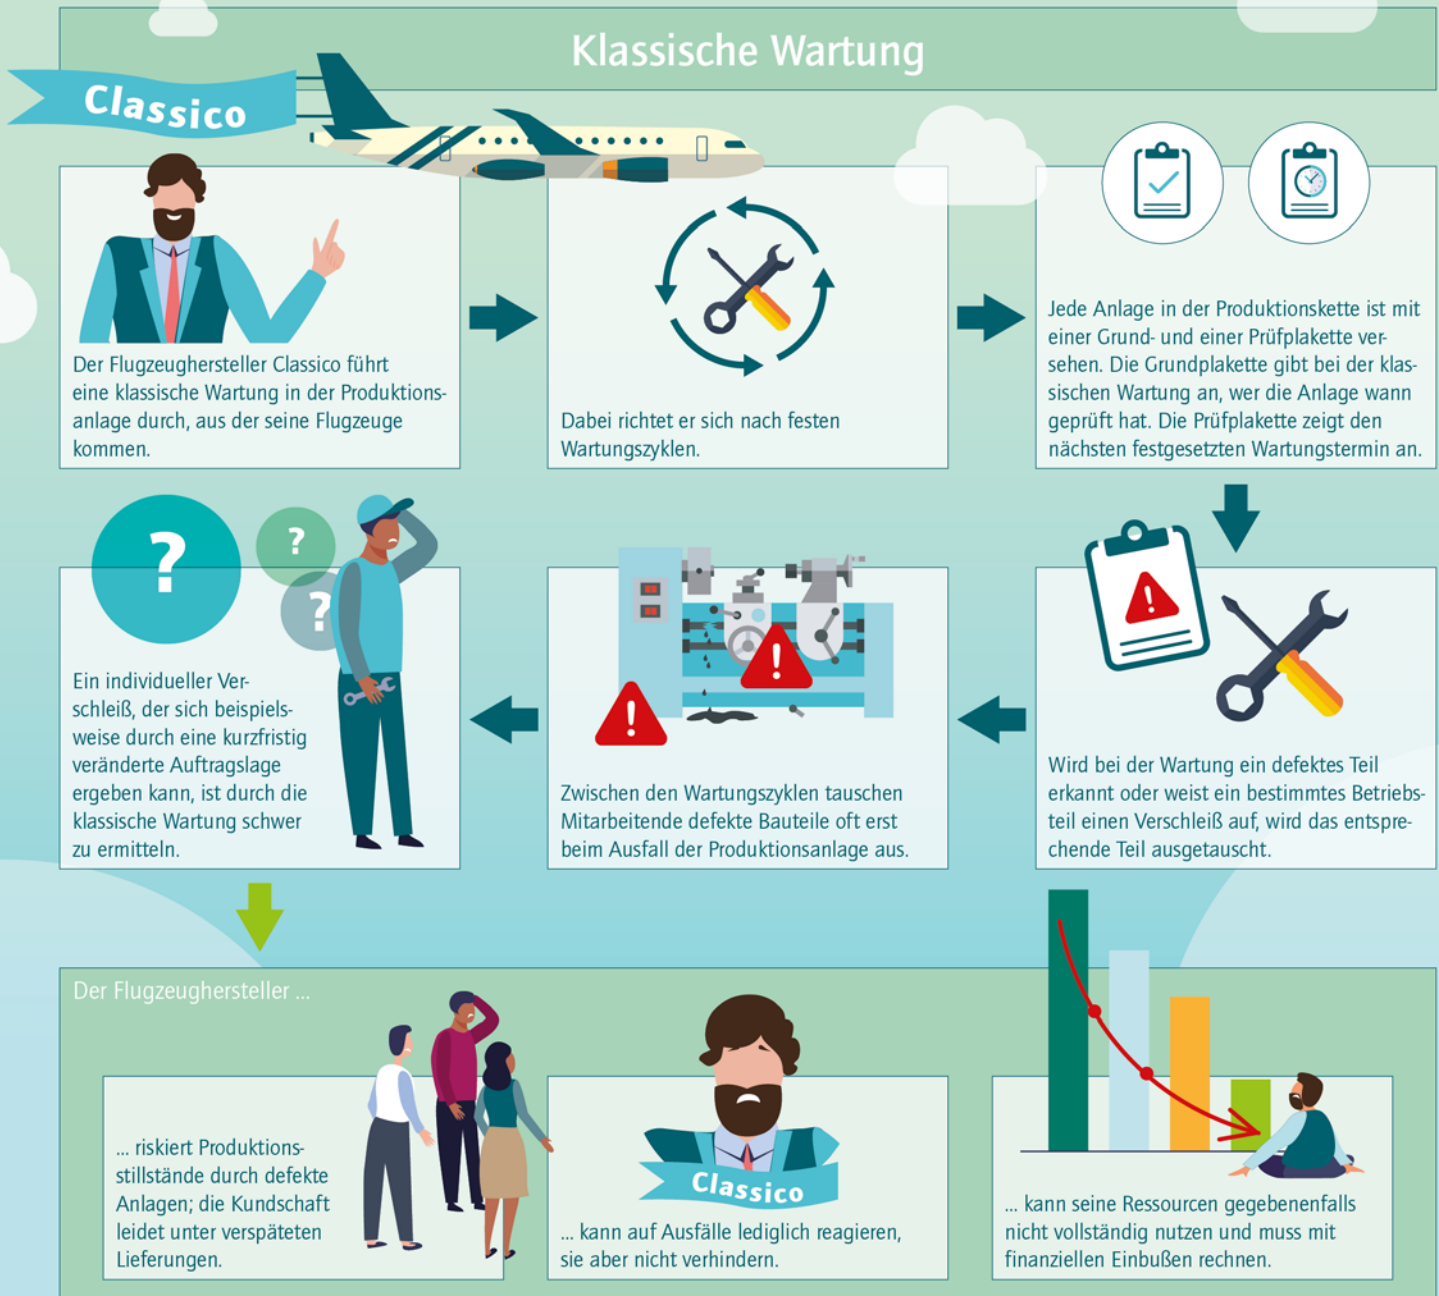 Klassische Wartung
Classico
Der Flugzeughersteller Classico führt
eine klassische Wartung in der Produktions-
anlage durch, aus der seine Flugzeuge
kommen.
Dabei richtet er sich nach festen
Wartungszyklen.
Jede Anlage in der Produktionskette ist mit
einer Grund- und einer Prüfplakette ver-
sehen. Die Grundplakette gibt bei der klas-
sischen Wartung an, wer die Anlage wann
geprüft hat. Die Prüfplakette zeigt den
nächsten festgesetzten Wartungstermin an.
!
Wird bei der Wartung ein defektes Teil
erkannt oder weist ein bestimmtes Betriebs-
teil einen Verschleiß auf, wird das entspre-
chende Teil ausgetauscht.
!
!
Zwischen den Wartungszyklen tauschen
Mitarbeitende defekte Bauteile oft erst
beim Ausfall der Produktionsanlage aus.
?
?
?
Ein individueller Ver-
schleiß, der sich beispiels-
weise durch eine kurzfristig
veränderte Auftragslage
ergeben kann, ist durch die
klassische Wartung schwer
zu ermitteln.
Der Flugzeughersteller ...
... riskiert Produktions-
stillstände durch defekte
Anlagen; die Kundschaft
leidet unter verspäteten
Lieferungen.
Classico
... kann auf Ausfälle lediglich reagieren,
sie aber nicht verhindern.
... kann seine Ressourcen gegebenenfalls
nicht vollständig nutzen und muss mit
finanziellen Einbußen rechnen.